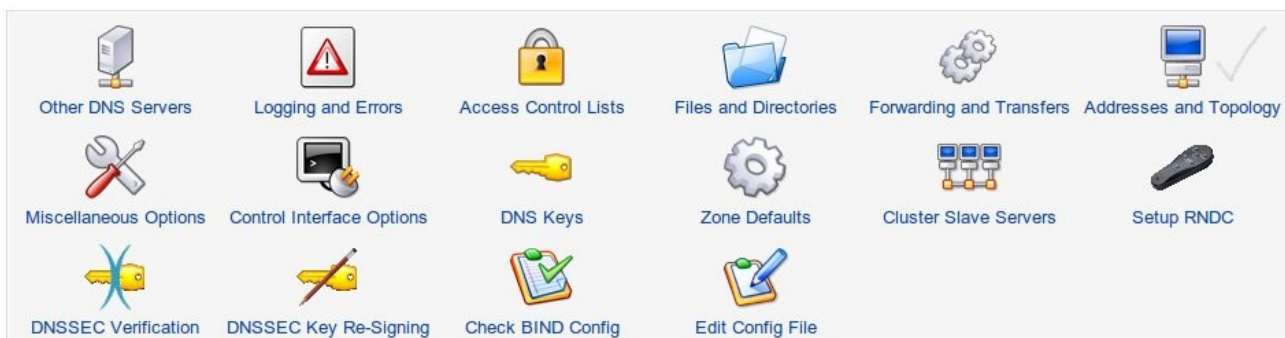 Other DNS Servers
Logging and Errors
Access Control Lists
Files and Directories
Forwarding and Transfers
Addresses and Topology
Miscellaneous Options
Control Interface Options
DNS Keys
Zone Defaults
Cluster Slave Servers
Setup RNDC
DNSSEC Verification
DNSSEC Key Re-Signing
Check BIND Config
Edit Config File